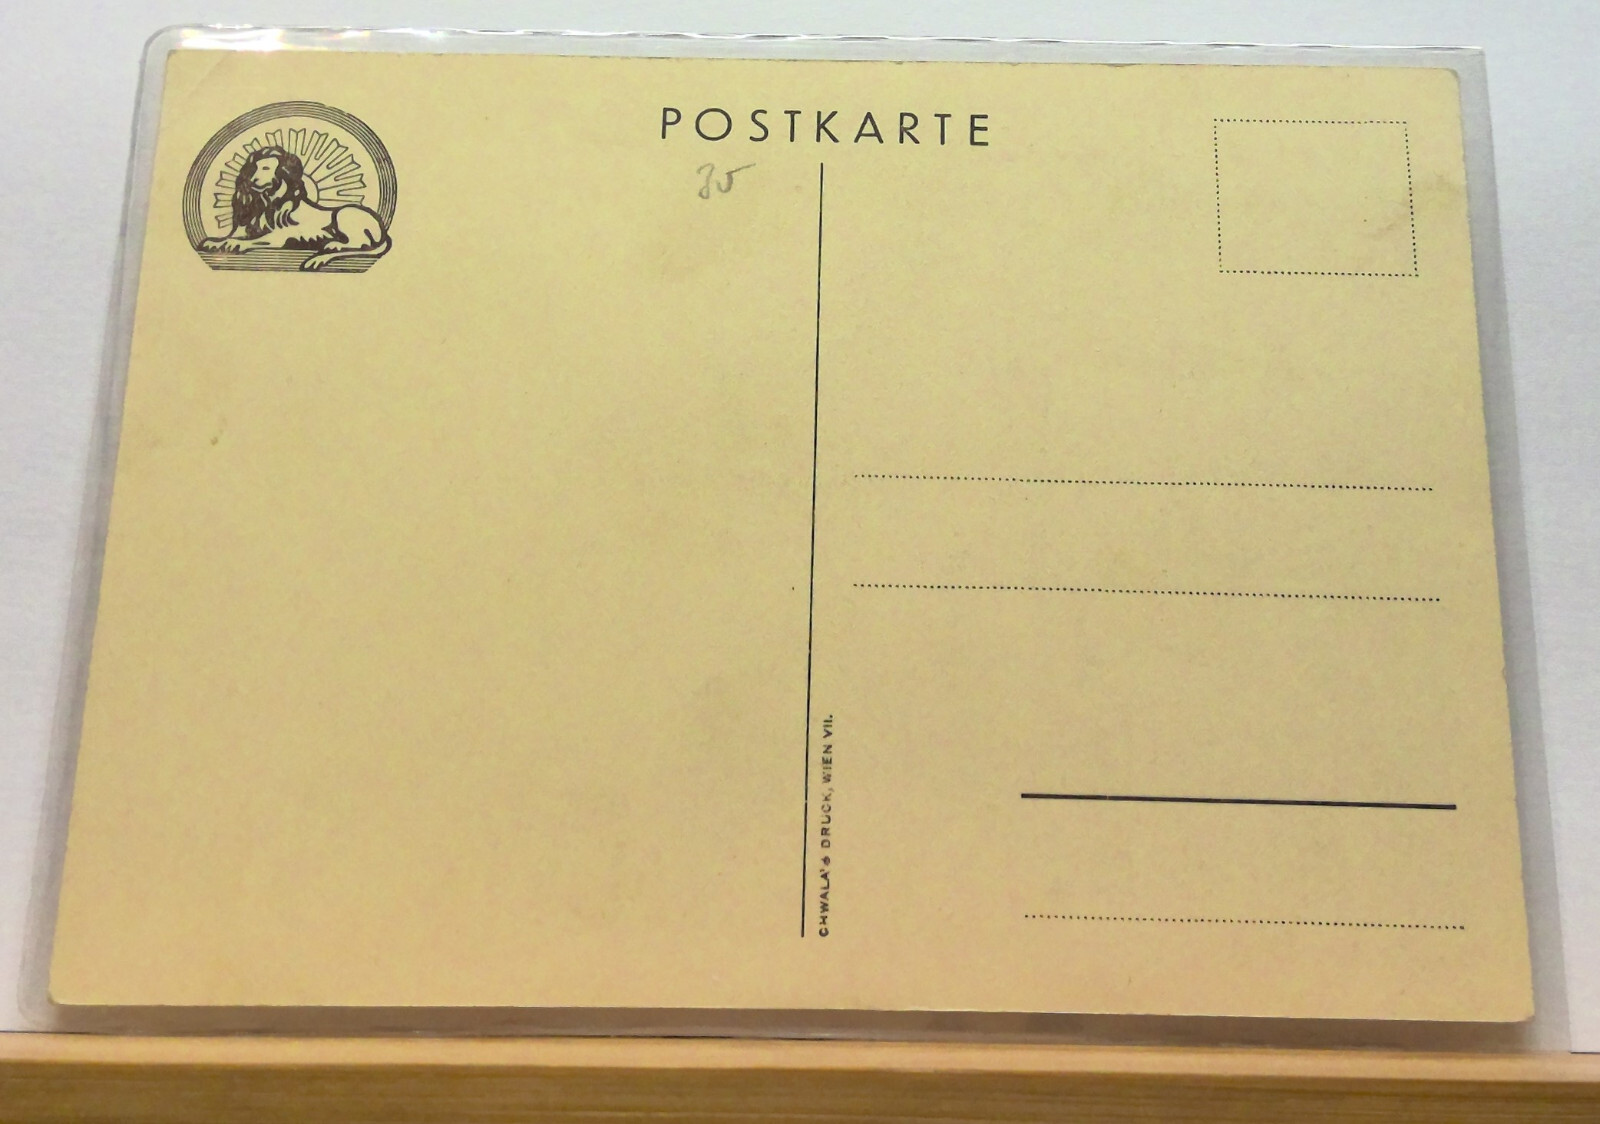 POSTKARTE
35
CHWALA'S DRUCK, WIEN VII.